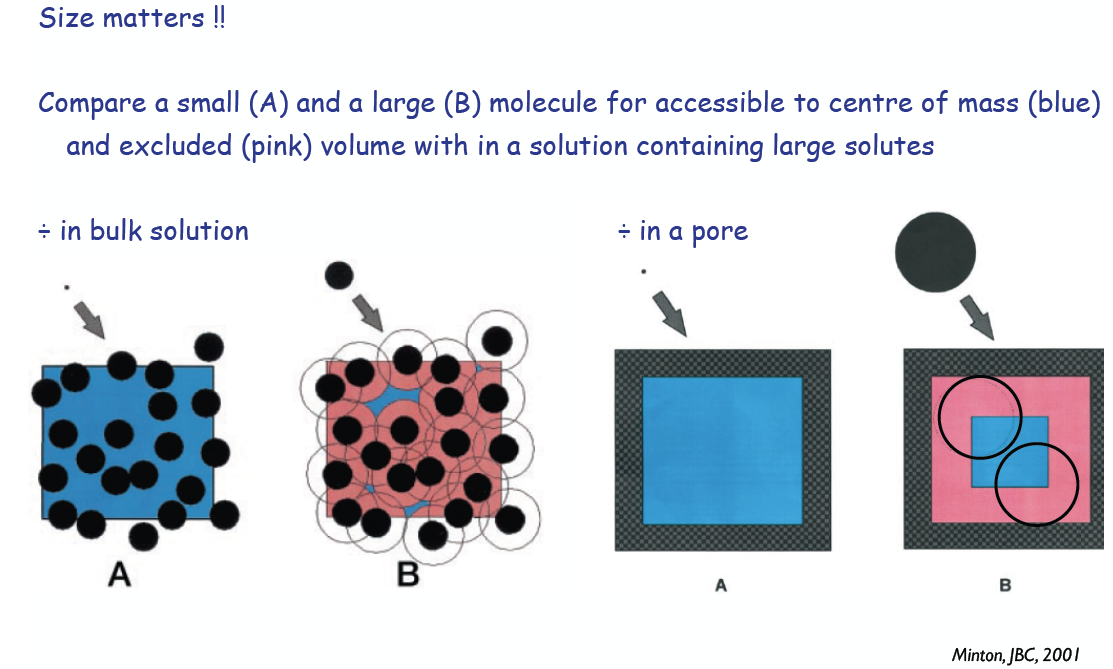 Size matters !!
Compare a small (A) and a large (B) molecule for accessible to centre of mass (blue)
and excluded (pink) volume with in a solution containing large solutes
÷ in bulk solution
÷ in a pore
A
B
A
B
Minton, JBC, 2001